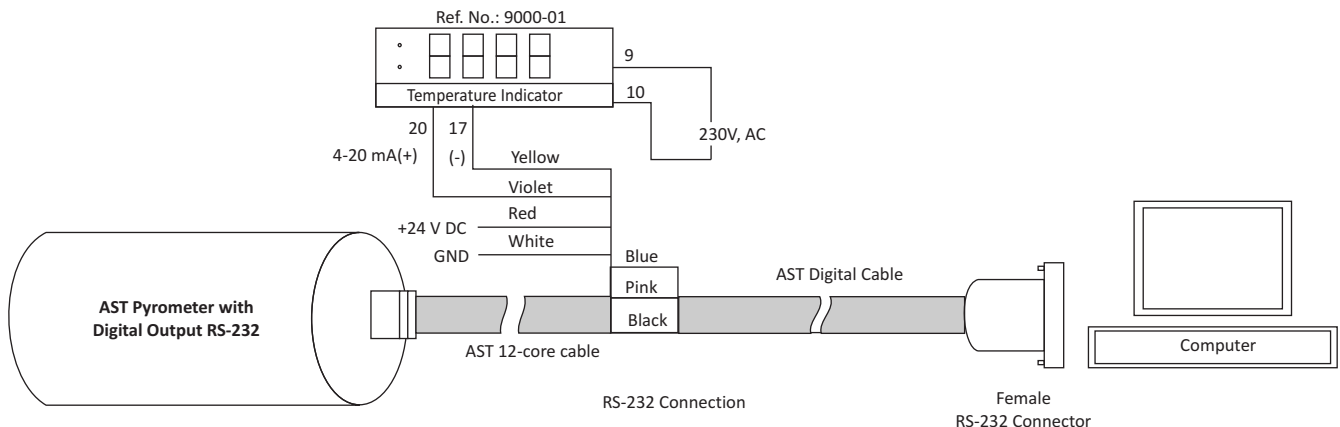 Ref. No.: 9000-01
9
Temperature Indicator
10
20
17
230V, AC
4-20 mA(+)
(-)
Yellow
Violet
Red
+24 V DC
White
GND
Blue
Pink
AST Digital Cable
AST Pyrometer with
Digital Output RS-232
Black
Computer
AST 12-core cable
RS-232 Connection
Female
RS-232 Connector